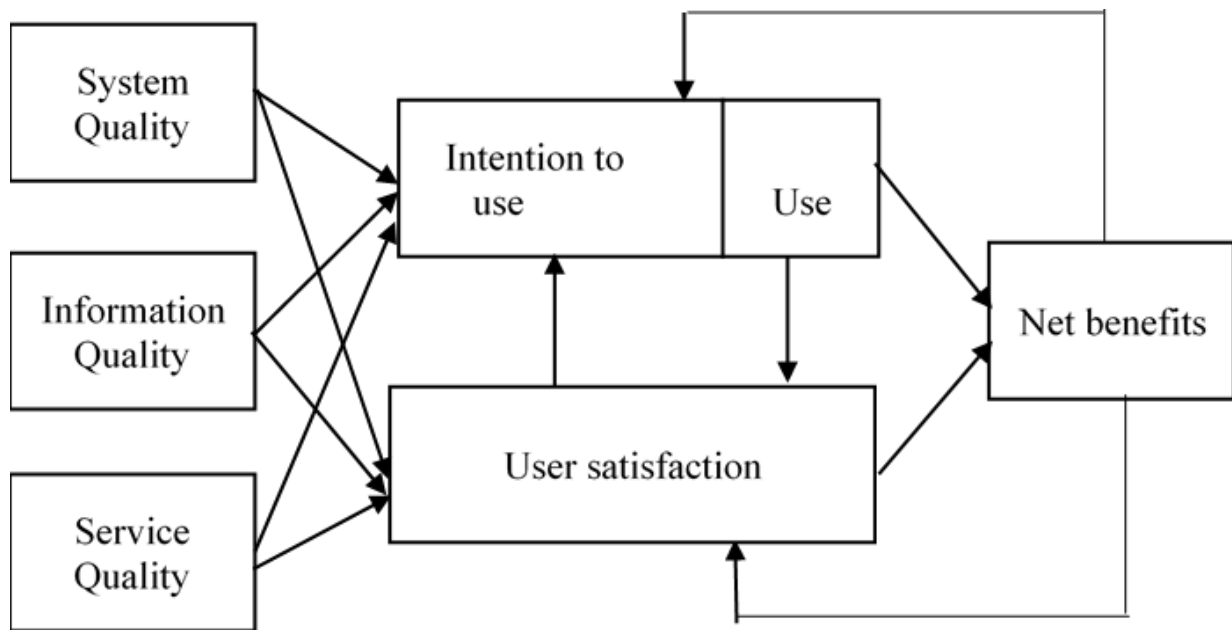 System
Quality
Intention to
use
Use
Information
Quality
Net benefits
User satisfaction
Service
Quality